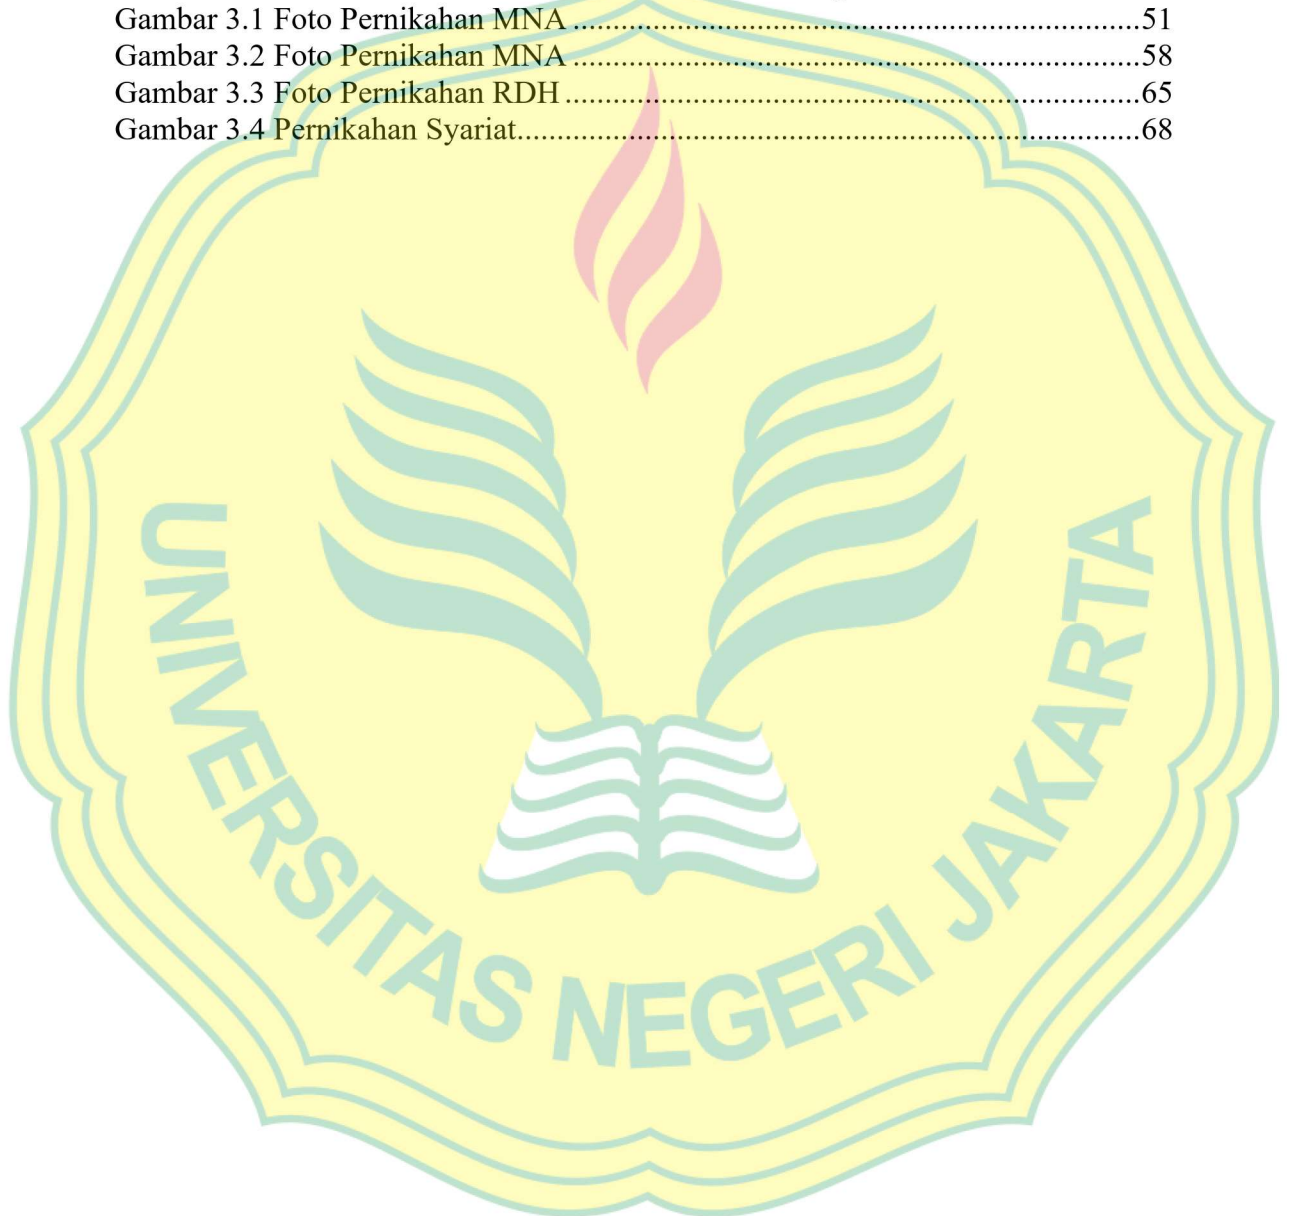 Gambar 3.1 Foto Pernikahan MNA ........................................................................51
Gambar 3.2 Foto Pernikahan MNA ........................................................................58
Gambar 3.3 Foto Pernikahan RDH ........................................................................65
Gambar 3.4 Pernikahan Syariat..............................................................................68
UNIVERSITAS NEGERI JAKARTA